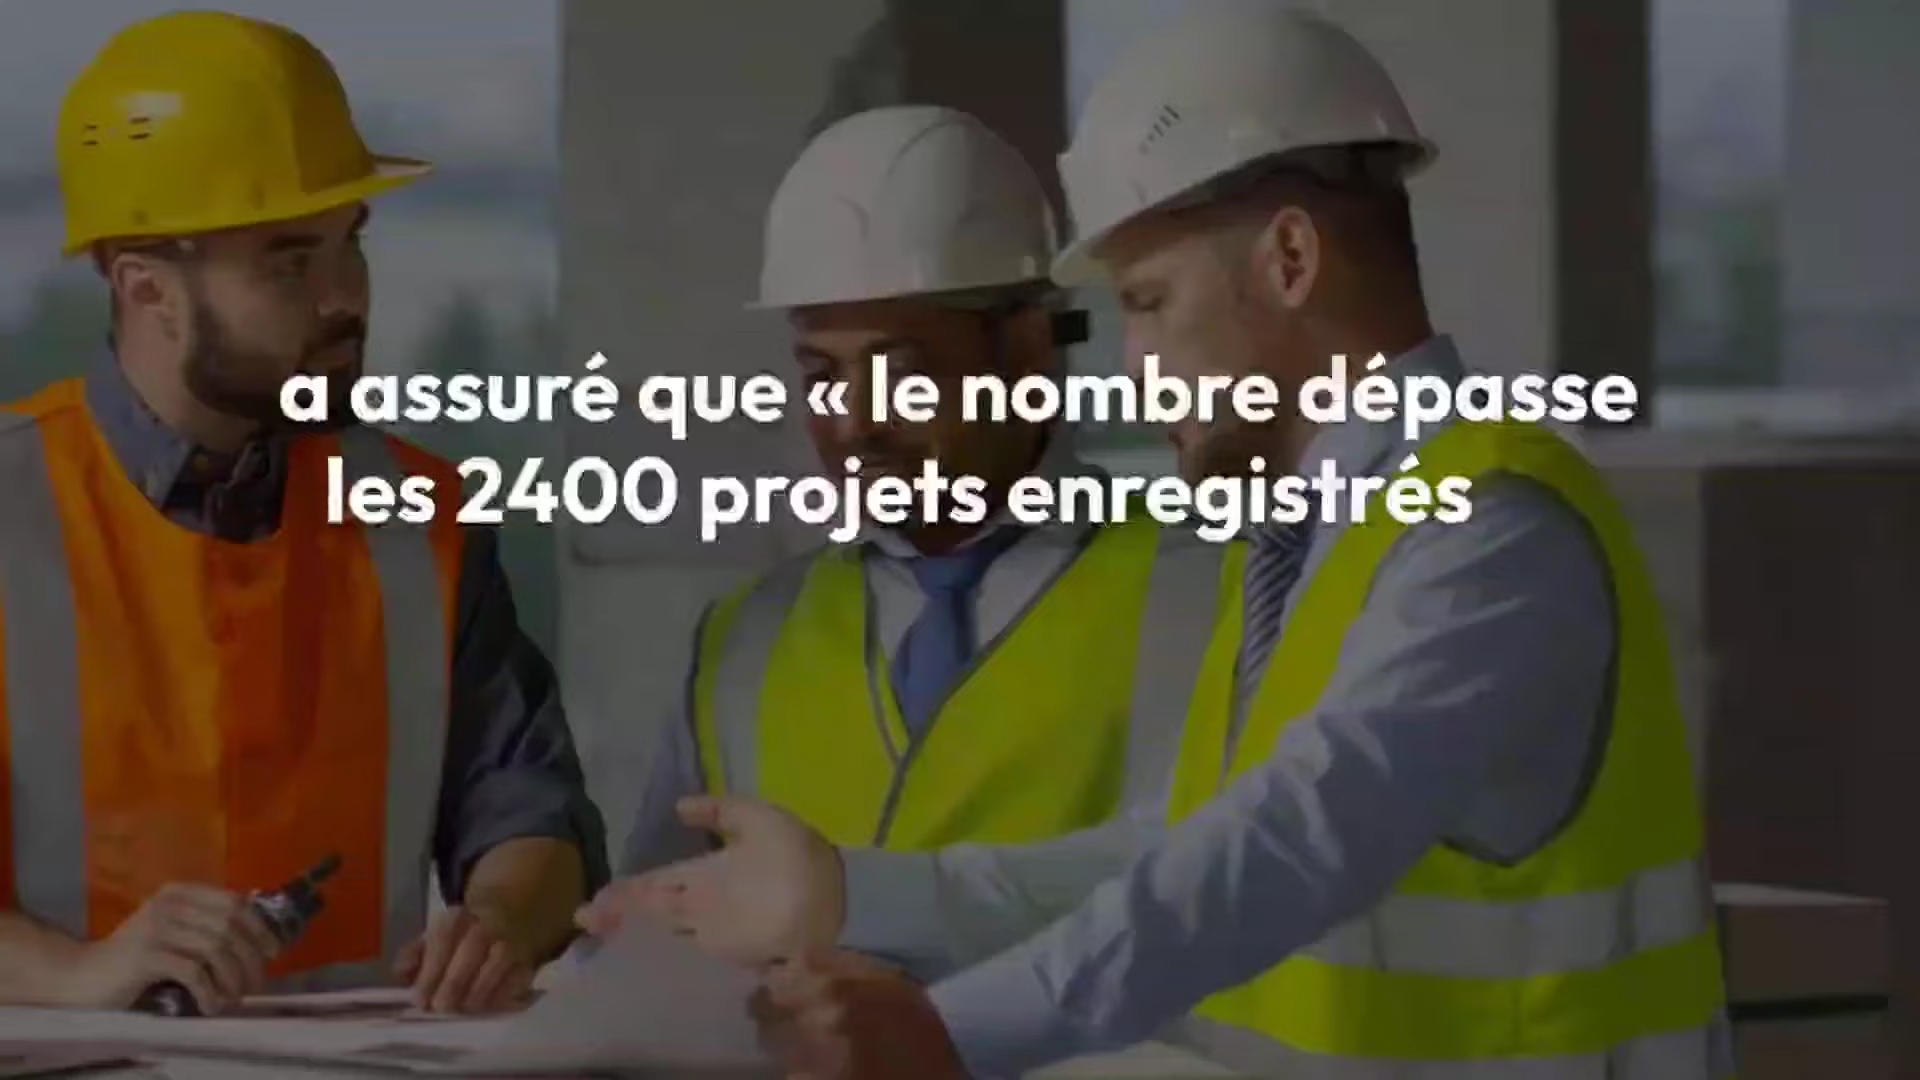 a assuré que « le nombre dépasse
les 2400 projets enregistrés